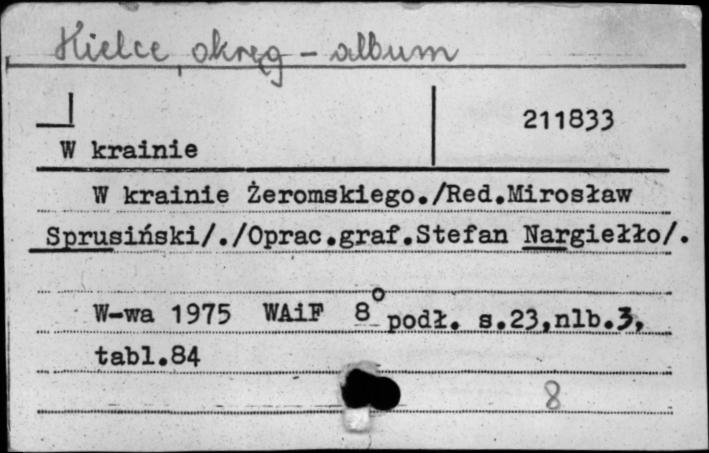 Kielce, okręg - album
211833
W krainie
W krainie Żeromskiego./Red.Mirosław
Sprusiński/./Oprac.graf.Stefan Nargiełło/.
W-wa 1975 WAiF 8° podł. s.23,nlb.3,
tabl.84
8